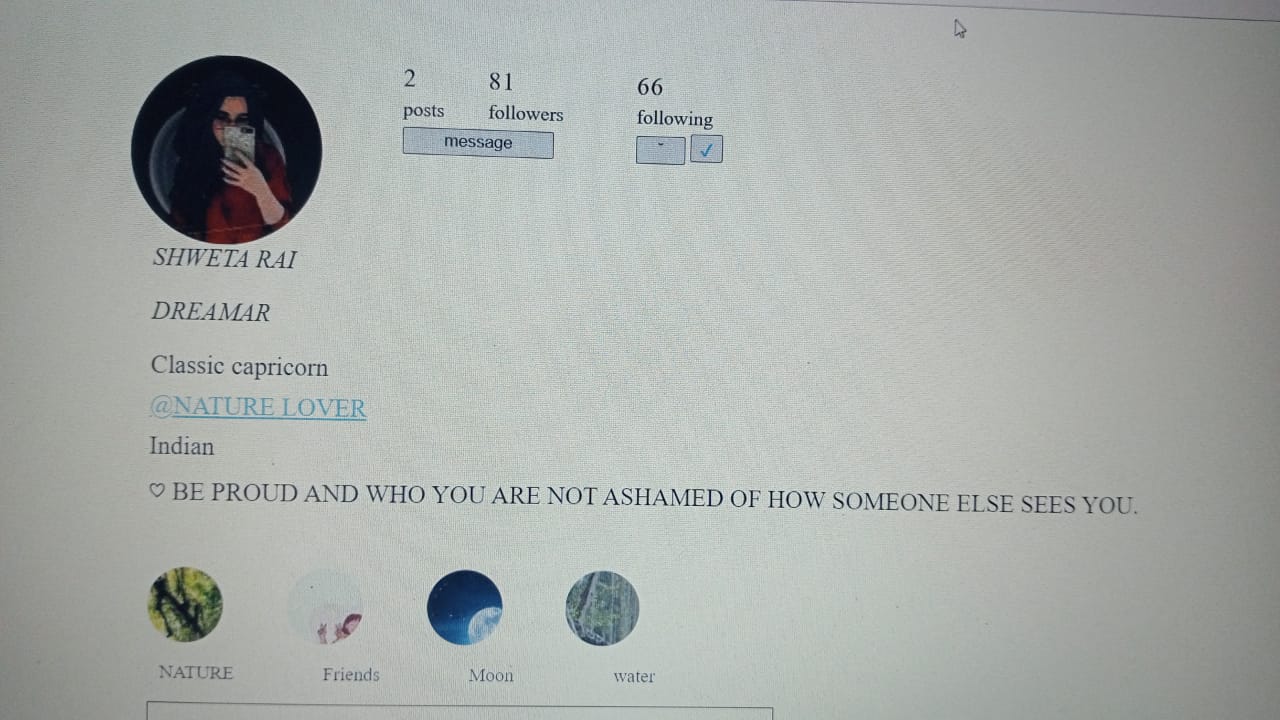 2 81 66
posts followers following
message ˇ ✓
SHWETA RAI
DREAMAR
Classic capricorn
@NATURE LOVER
Indian
♡ BE PROUD AND WHO YOU ARE NOT ASHAMED OF HOW SOMEONE ELSE SEES YOU.
NATURE Friends Moon water